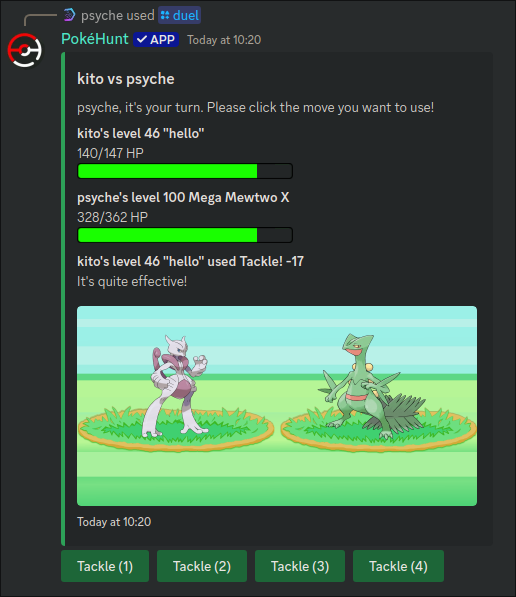 psyche used duel
PokéHunt APP Today at 10:20
kito vs psyche
psyche, it's your turn. Please click the move you want to use!
kito's level 46 "hello"
140/147 HP
psyche's level 100 Mega Mewtwo X
328/362 HP
kito's level 46 "hello" used Tackle! -17
It's quite effective!
Today at 10:20
Tackle (1) Tackle (2) Tackle (3) Tackle (4)